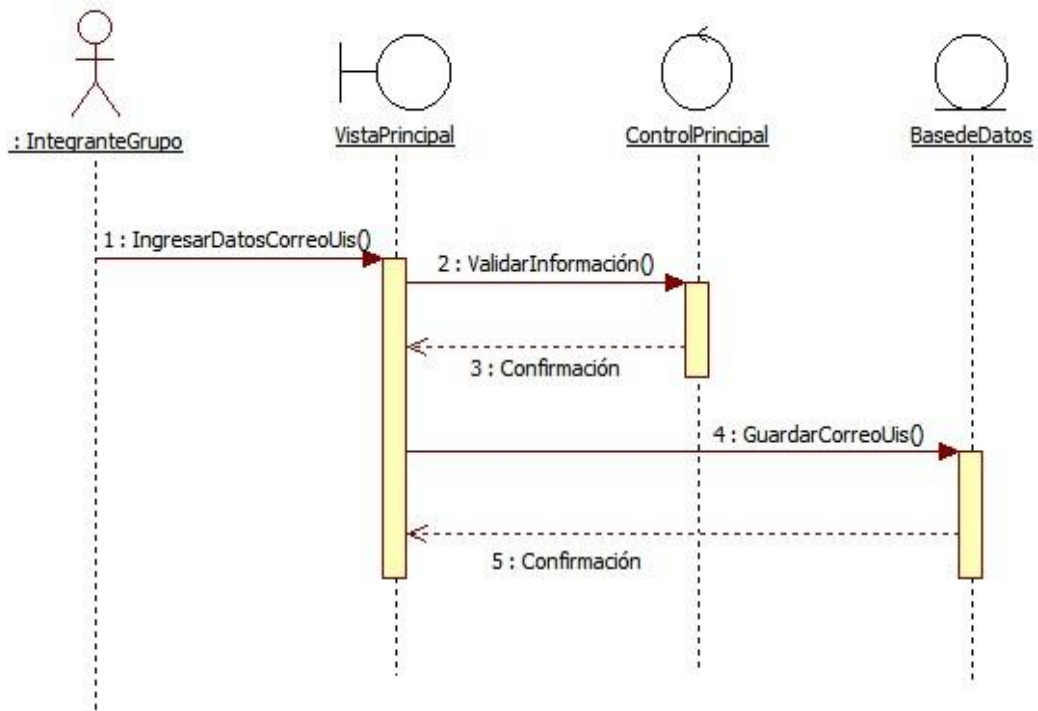 : IntegranteGrupo
VistaPrincipal
ControlPrincipal
BasedeDatos
1 : IngresarDatosCorreoUis()
2 : ValidarInformación()
3 : Confirmación
4 : GuardarCorreoUis()
5 : Confirmación